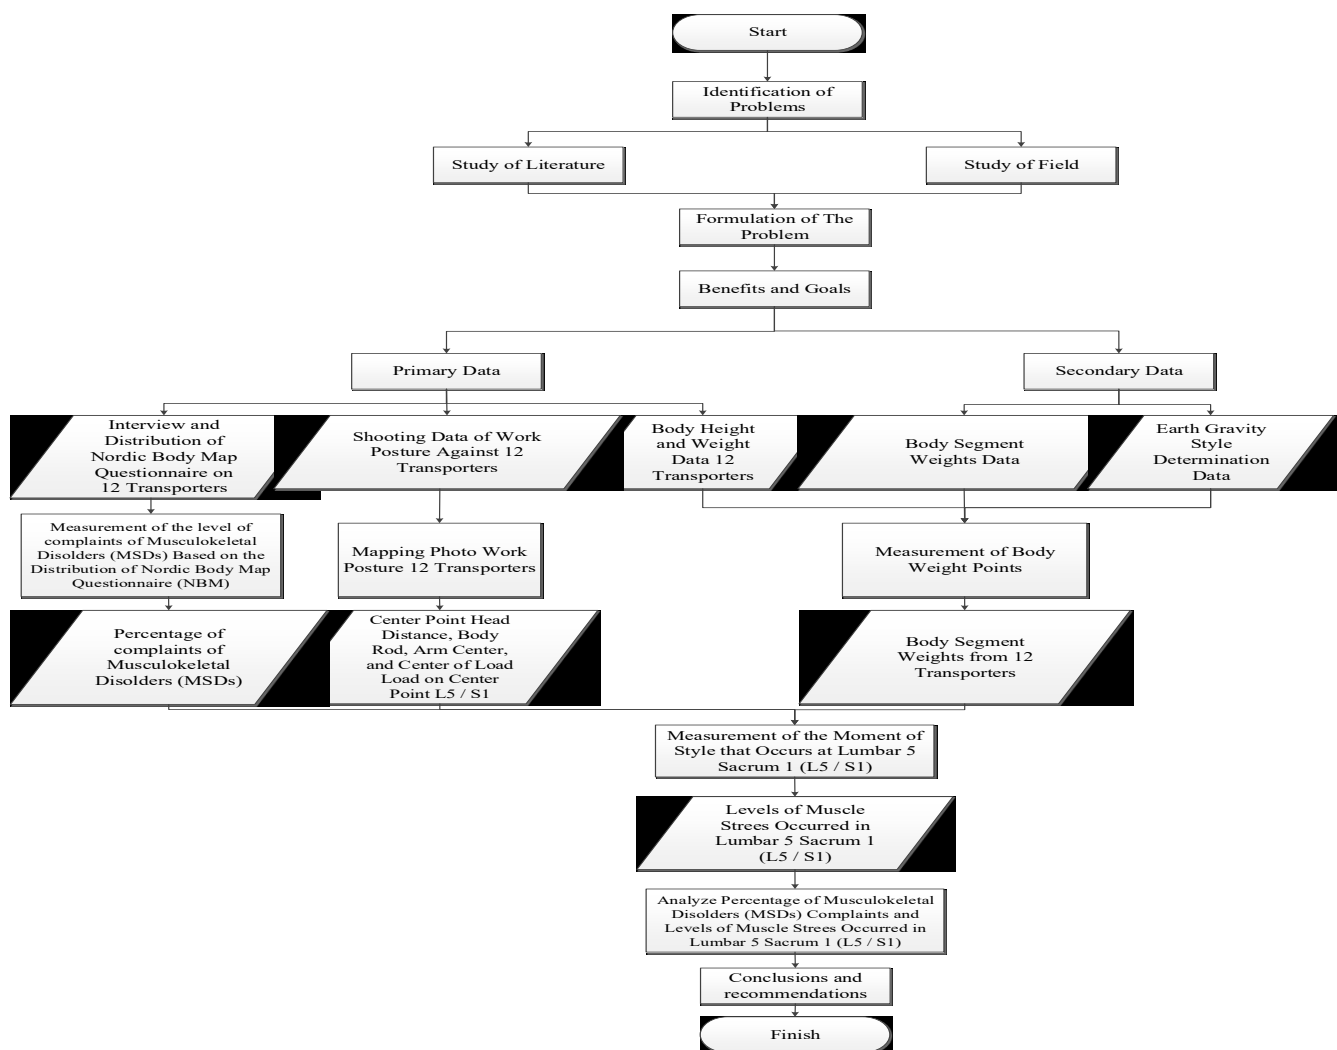 Start
Identification of
Problems
Study of Literature
Study of Field
Formulation of The
Problem
Benefits and Goals
Primary Data
Secondary Data
Interview and
Distribution of
Nordic Body Map
Questionnaire on
12 Transporters
Shooting Data of Work
Posture Against 12
Transporters
Body Height
and Weight
Data 12
Transporters
Body Segment
Weights Data
Earth Gravity
Style
Determination
Data
Measurement of the level of
complaints of Musculokeletal
Disolders (MSDs) Based on the
Distribution of Nordic Body Map
Questionnaire (NBM)
Mapping Photo Work
Posture 12 Transporters
Measurement of Body
Weight Points
Percentage of
complaints of
Musculokeletal
Disolders (MSDs)
Center Point Head
Distance, Body
Rod, Arm Center,
and Center of Load
Load on Center
Point L5 / S1
Body Segment
Weights from 12
Transporters
Measurement of the Moment of
Style that Occurs at Lumbar 5
Sacrum 1 (L5 / S1)
Levels of Muscle
Strees Occurred in
Lumbar 5 Sacrum 1
(L5 / S1)
Analyze Percentage of Musculokeletal
Disolders (MSDs) Complaints and
Levels of Muscle Strees Occurred in
Lumbar 5 Sacrum 1 (L5 / S1)
Conclusions and
recommendations
Finish